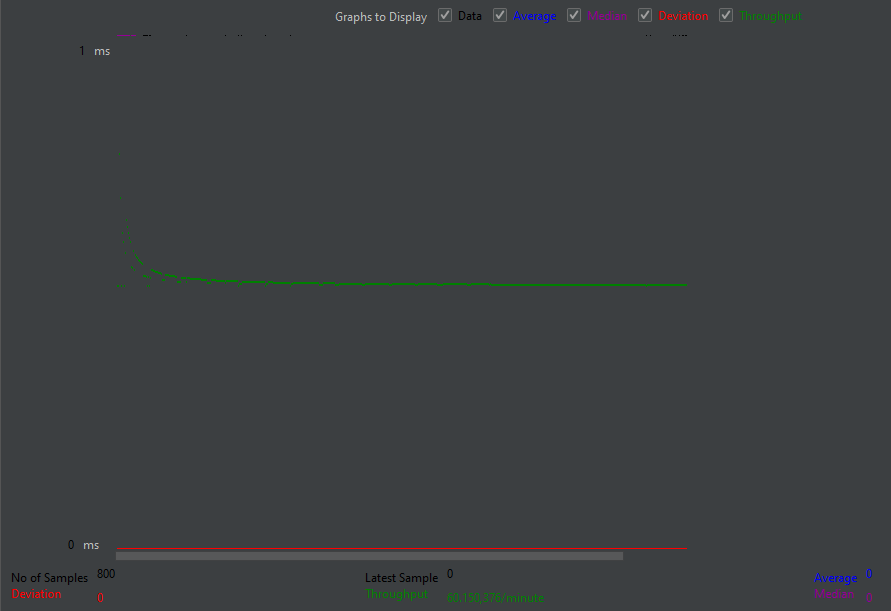 Graphs to Display Data Average Median Deviation Throughput
1 ms
0 ms
No of Samples 800 Latest Sample 0 Average 0
Deviation 0 Throughput 60,150,376/minute Median 0